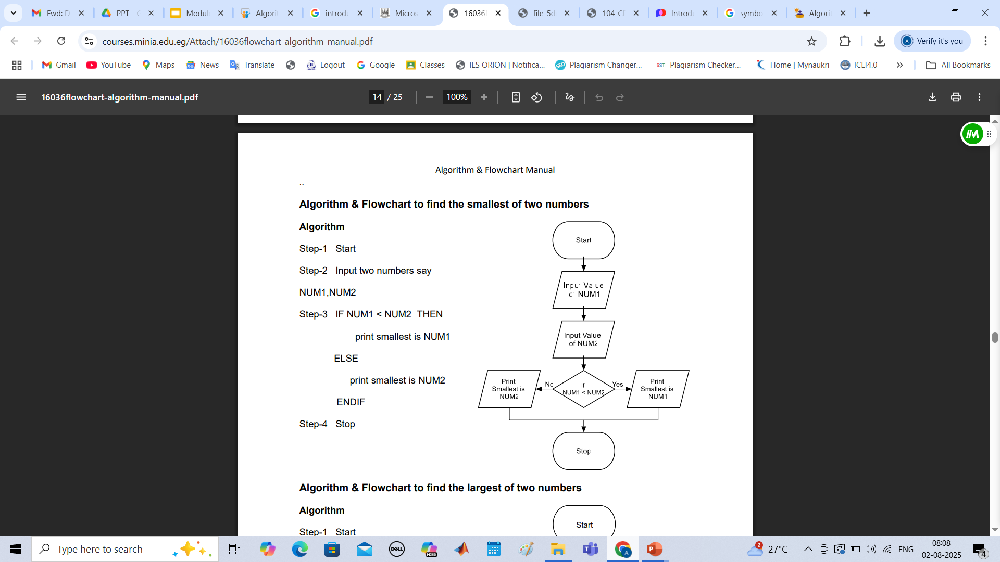 Fwd: D
PPT - C
Modul
Algorit
introdu
Micros
16036f
file_5d
104-CF
Introdu
symbo
Algorit
courses.minia.edu.eg/Attach/16036flowchart-algorithm-manual.pdf
Verify it's you
Gmail
YouTube
Maps
News
Translate
Logout
Google
Classes
IES ORION | Notifica...
SEO
Plagiarism Changer...
SST
Plagiarism Checker...
Home | Mynaukri
ICEI4.0
All Bookmarks
16036flowchart-algorithm-manual.pdf
14 / 25
100%
Algorithm & Flowchart Manual
..
Algorithm & Flowchart to find the smallest of two numbers
Algorithm
Step-1 Start
Step-2 Input two numbers say
NUM1,NUM2
Step-3 IF NUM1 < NUM2 THEN
print smallest is NUM1
ELSE
print smallest is NUM2
ENDIF
Step-4 Stop
Start
Input Value
of NUM1
Input Value
of NUM2
if
NUM1 < NUM2
No
Yes
Print
Smallest is
NUM2
Print
Smallest is
NUM1
Stop
Algorithm & Flowchart to find the largest of two numbers
Algorithm
Step-1 Start
Start
Type here to search
DELL
M365
2
27°C
ENG
08:08
02-08-2025
4